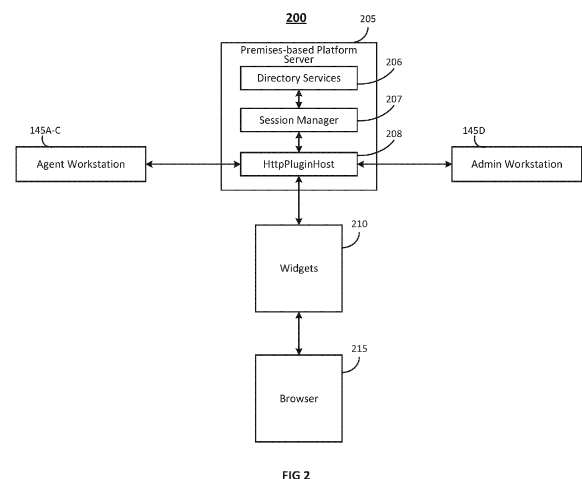 200
205
Premises-based Platform
Server
Directory Services
206
Session Manager
207
145A-C
208
145D
Agent Workstation
HttpPluginHost
Admin Workstation
210
Widgets
215
Browser
FIG 2